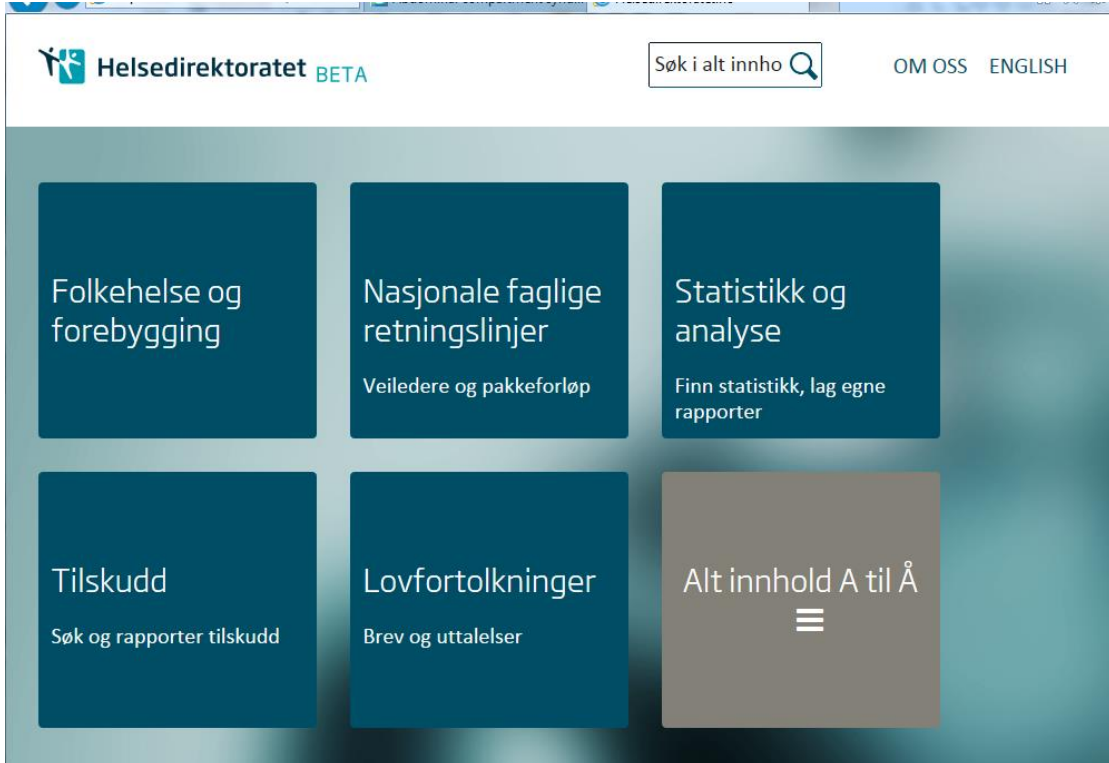 Helsedirektoratet BETA
Søk i alt innho
OM OSS ENGLISH
Folkehelse og
forebygging
Nasjonale faglige
retningslinjer
Veiledere og pakkeforløp
Statistikk og
analyse
Finn statistikk, lag egne
rapporter
Tilskudd
Søk og rapporter tilskudd
Lovfortolkninger
Brev og uttalelser
Alt innhold A til Å